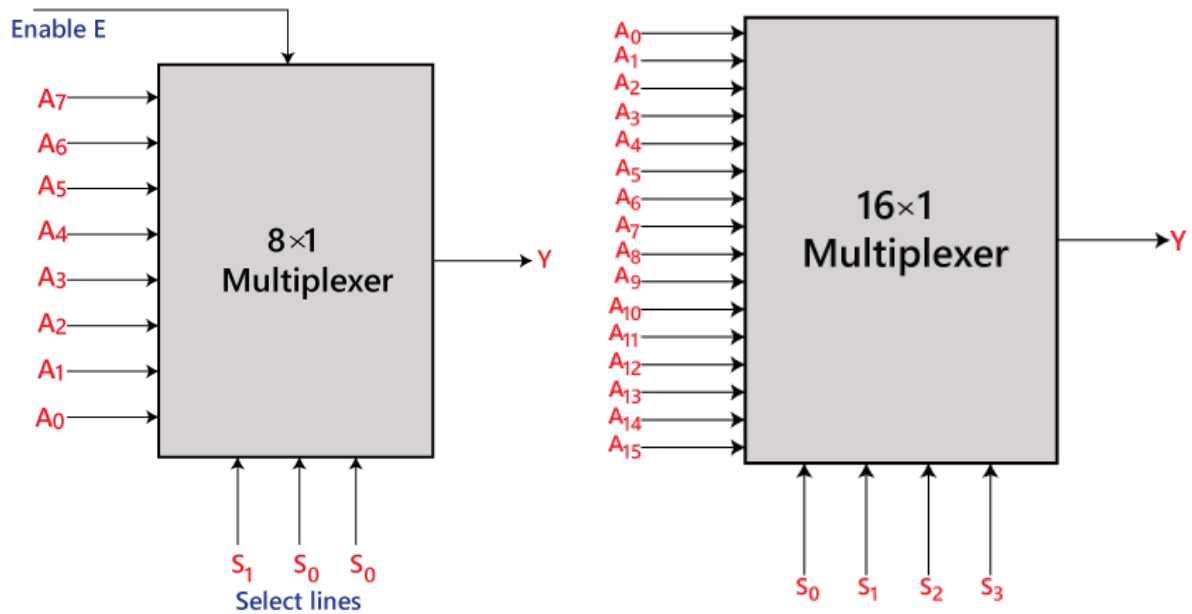 Enable E
A7
A6
A5
A4
A3
A2
A1
A0
8×1
Multiplexer
Y
S1 S0 S0
Select lines
A0
A1
A2
A3
A4
A5
A6
A7
A8
A9
A10
A11
A12
A13
A14
A15
16×1
Multiplexer
Y
S0 S1 S2 S3